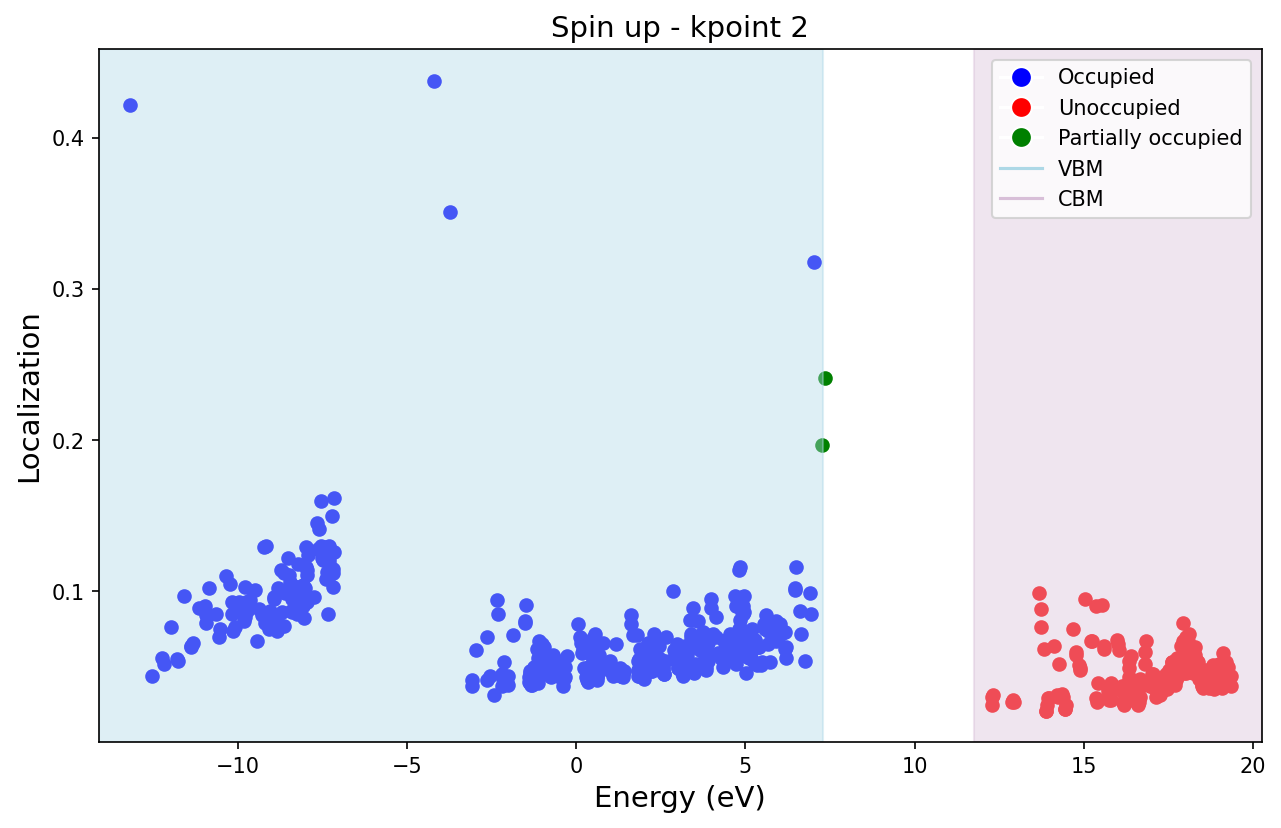 Spin up - kpoint 2
Localization
0.4
0.3
0.2
0.1
Occupied
Unoccupied
Partially occupied
VBM
CBM
−10
−5
0
5
10
15
20
Energy (eV)